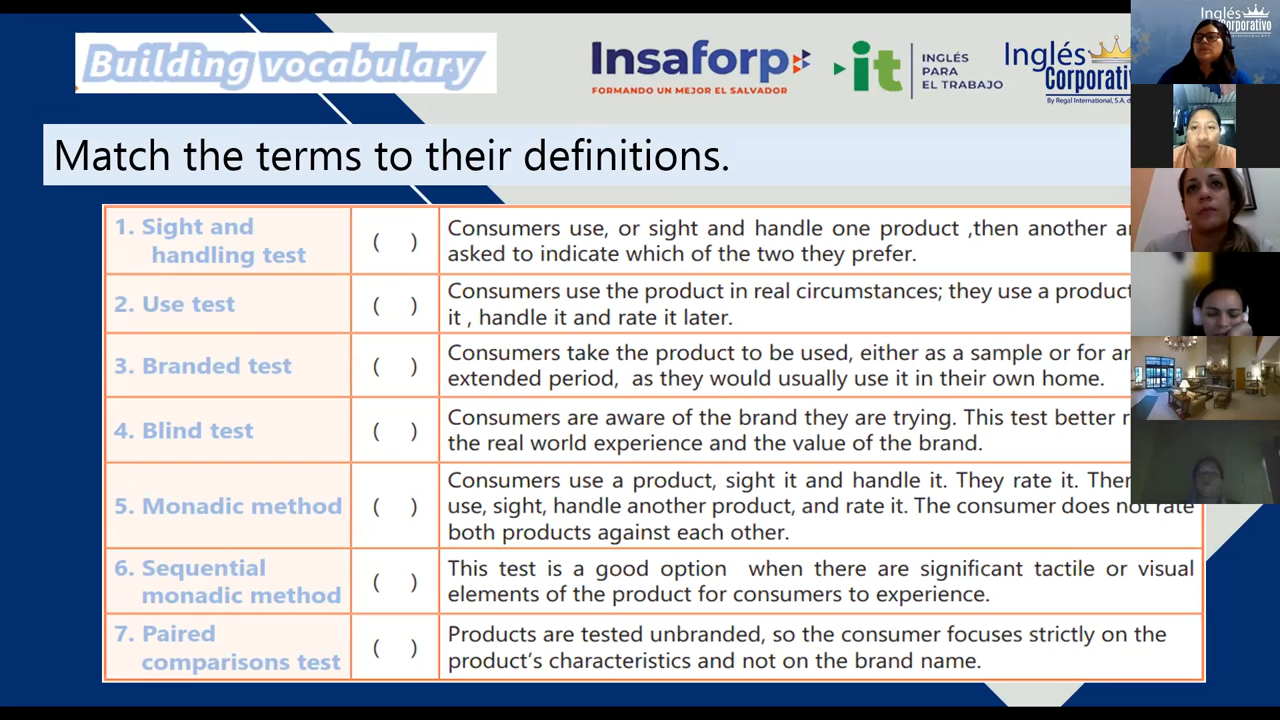 Building vocabulary
Insaforp
FORMANDO UN MEJOR EL SALVADOR
it
INGLÉS
PARA
EL TRABAJO
Inglés
Corporativ
By Regal International, S.A. d
Inglés
Corporativo
Match the terms to their definitions.
1. Sight and
handling test
( )
Consumers use, or sight and handle one product ,then another
asked to indicate which of the two they prefer.
2. Use test
( )
Consumers use the product in real circumstances; they use a product
it , handle it and rate it later.
3. Branded test
( )
Consumers take the product to be used, either as a sample or for an
extended period, as they would usually use it in their own home.
4. Blind test
( )
Consumers are aware of the brand they are trying. This test better
the real world experience and the value of the brand.
5. Monadic method
( )
Consumers use a product, sight it and handle it. They rate it.
use, sight, handle another product, and rate it. The consumer does not rate
both products against each other.
6. Sequential
monadic method
( )
This test is a good option when there are significant tactile or visual
elements of the product for consumers to experience.
7. Paired
comparisons test
( )
Products are tested unbranded, so the consumer focuses strictly on the
product's characteristics and not on the brand name.